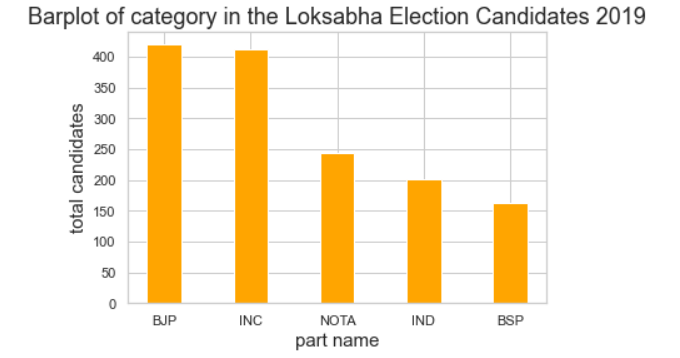 Barplot of category in the Loksabha Election Candidates 2019
total candidates
400
350
300
250
200
150
100
50
0
BJP INC NOTA IND BSP
part name